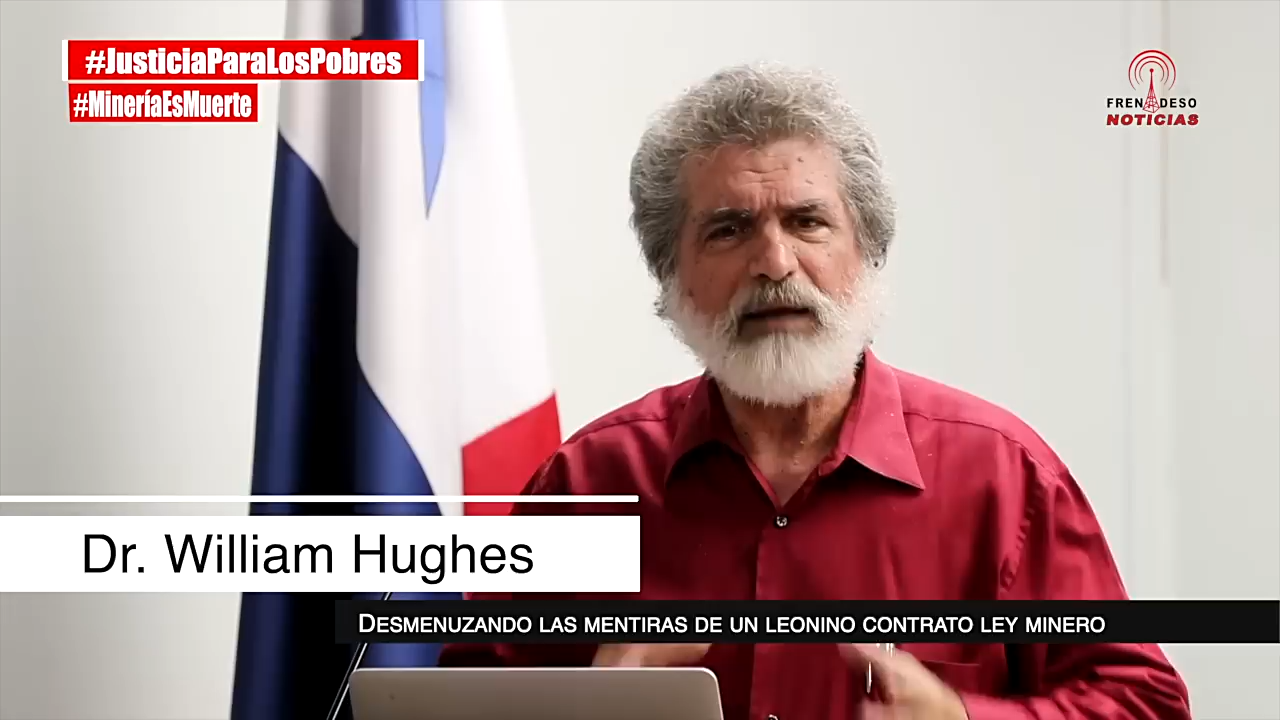 #JusticiaParaLosPobres
#MineríaEsMuerte
FRENADESO
NOTICIAS
Dr. William Hughes
DESMENUZANDO LAS MENTIRAS DE UN LEONINO CONTRATO LEY MINERO